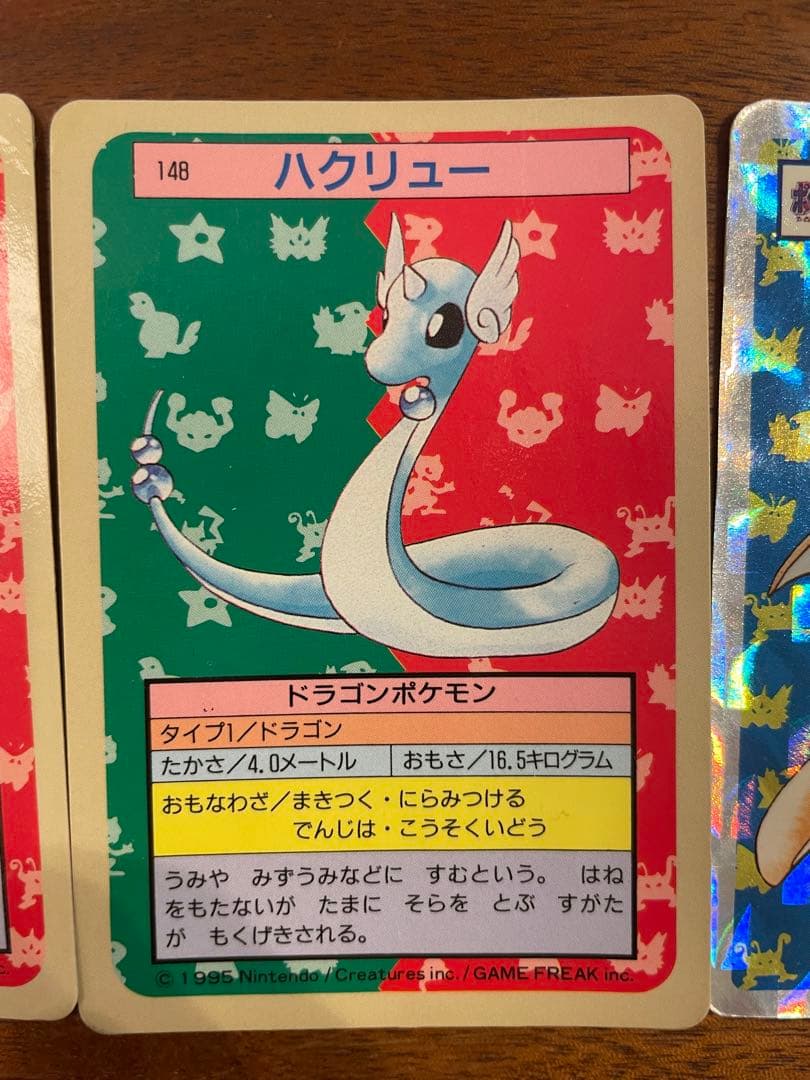 148 ハクリュー
ドラゴンポケモン
タイプ1/ドラゴン
たかさ/4.0メートル おもさ/16.5キログラム
おもなわざ/まきつく・にらみつける
でんじは・こうそくいどう
うみや みずうみなどに すむという。 はね
をもたないが たまに そらを とぶ すがた
が もくげきされる。
© 1995 Nintendo/Creatures inc./GAME FREAK inc.
c.
ポ